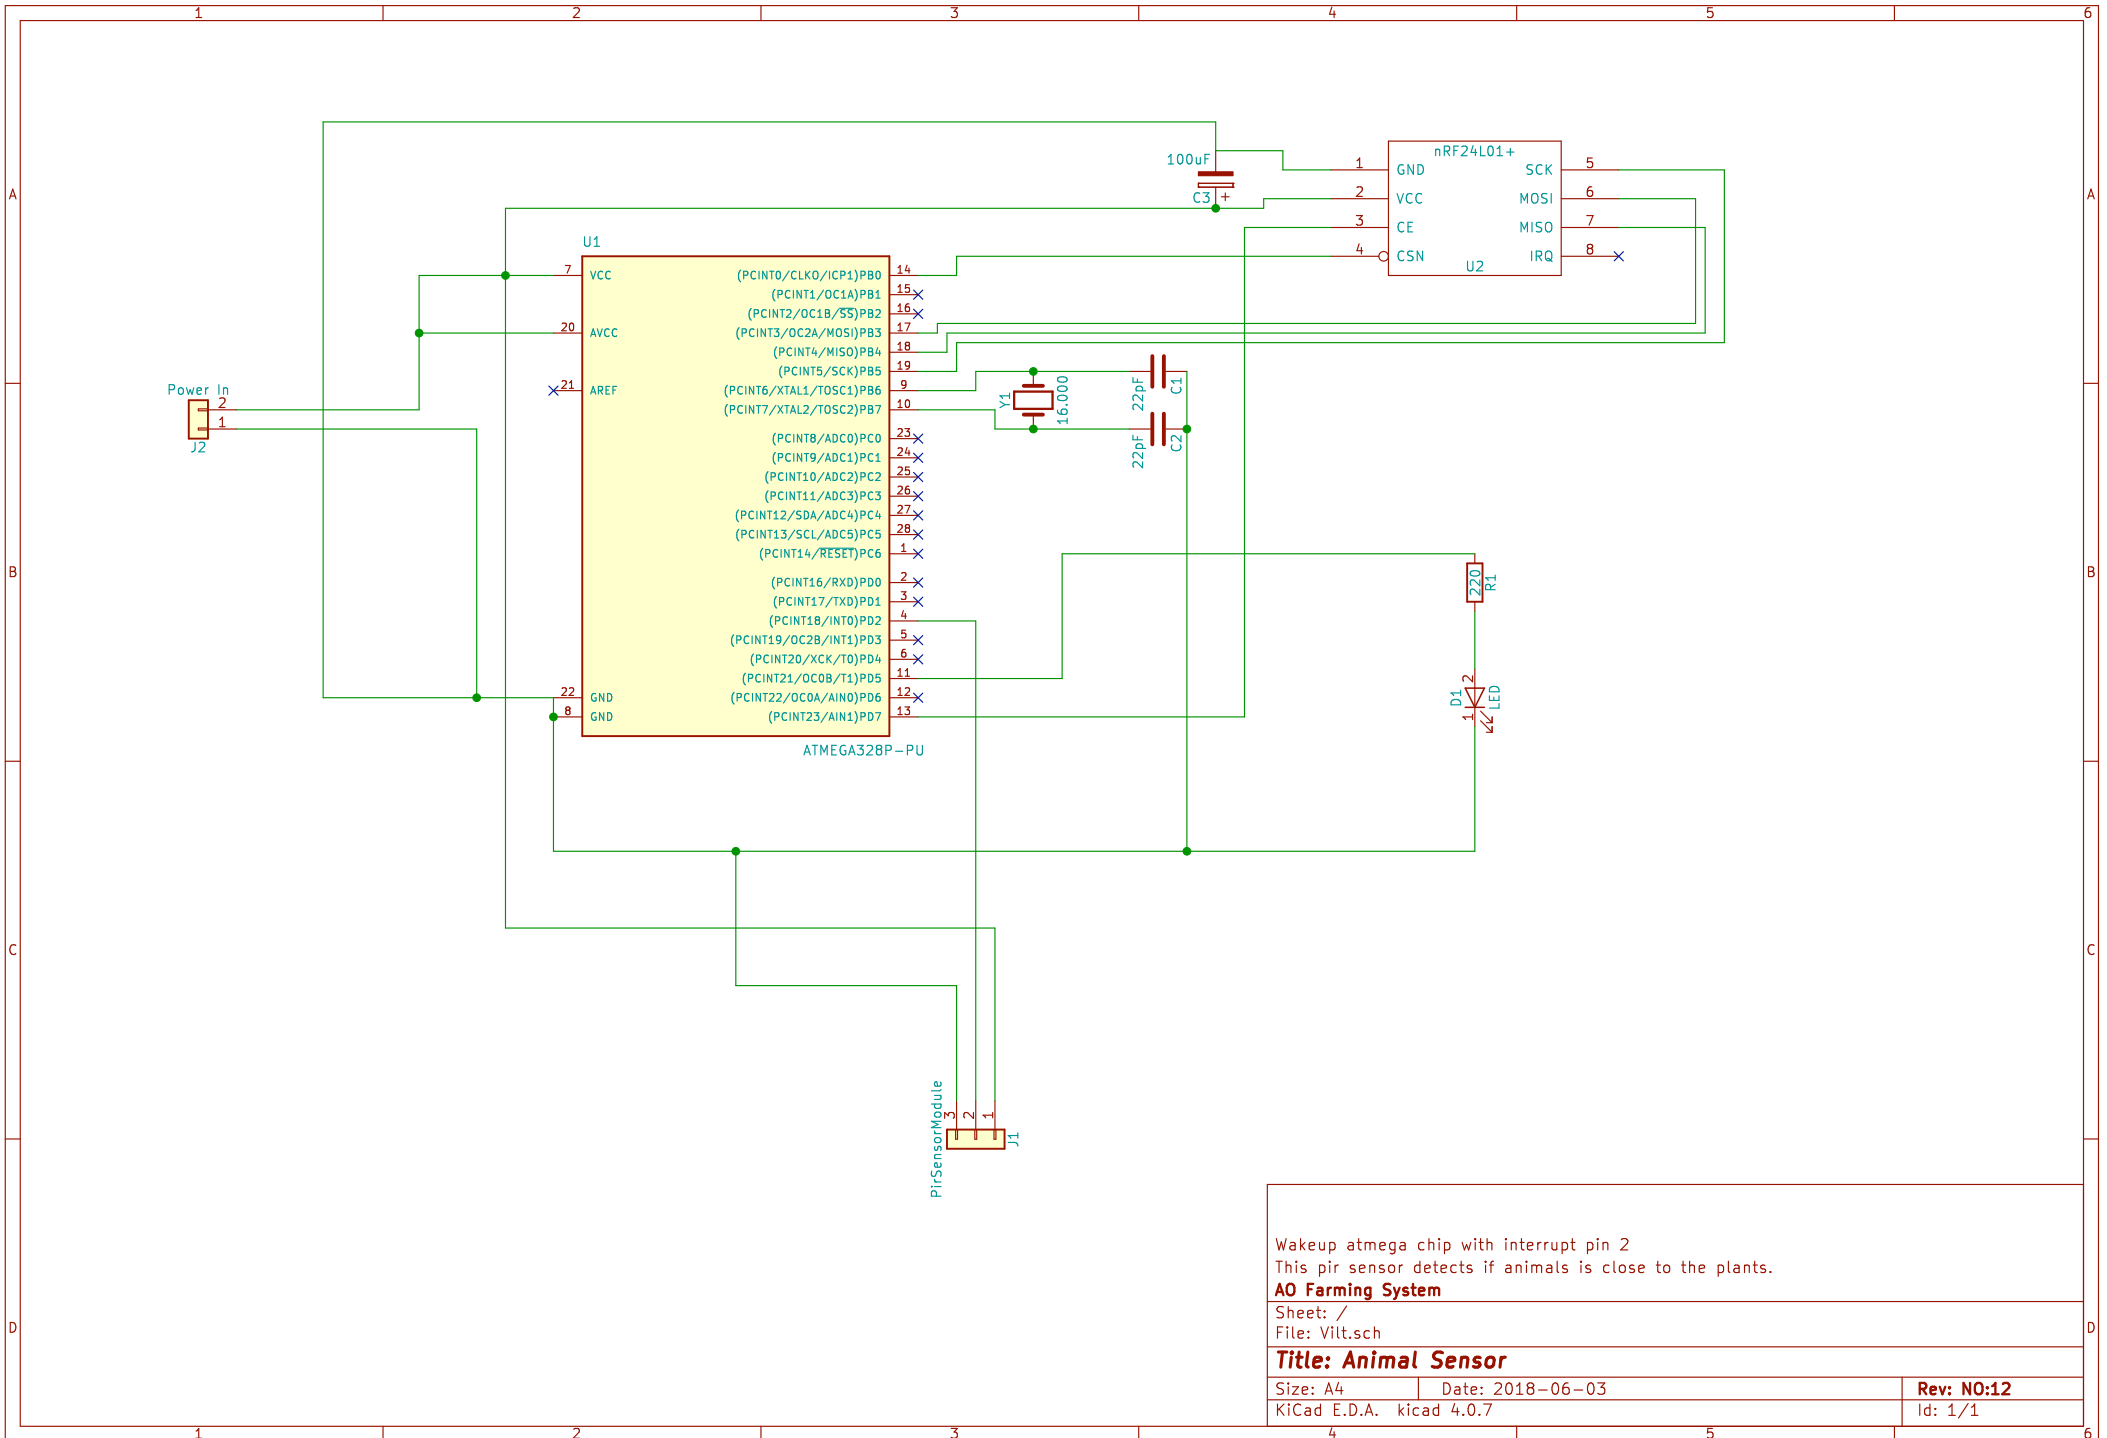 1 2 3 4 5 6
A
A
B
B
C
C
D
D
100uF
C3
+
nRF24L01+
1 GND
2 VCC
3 CE
4 CSN
SCK 5
MOSI 6
MISO 7
IRQ 8
U2
U1
7 VCC
20 AVCC
21 AREF
22 GND
8 GND
(PCINT0/CLKO/ICP1)PB0 14
(PCINT1/OC1A)PB1 15
(PCINT2/OC1B/SS)PB2 16
(PCINT3/OC2A/MOSI)PB3 17
(PCINT4/MISO)PB4 18
(PCINT5/SCK)PB5 19
(PCINT6/XTAL1/TOSC1)PB6 9
(PCINT7/XTAL2/TOSC2)PB7 10
(PCINT8/ADC0)PC0 23
(PCINT9/ADC1)PC1 24
(PCINT10/ADC2)PC2 25
(PCINT11/ADC3)PC3 26
(PCINT12/SDA/ADC4)PC4 27
(PCINT13/SCL/ADC5)PC5 28
(PCINT14/RESET)PC6 1
(PCINT16/RXD)PD0 2
(PCINT17/TXD)PD1 3
(PCINT18/INT0)PD2 4
(PCINT19/OC2B/INT1)PD3 5
(PCINT20/XCK/T0)PD4 6
(PCINT21/OC0B/T1)PD5 11
(PCINT22/OC0A/AIN0)PD6 12
(PCINT23/AIN1)PD7 13
ATMEGA328P-PU
Power In
2
1
J2
Y1
16.000
22pF
C1
22pF
C2
220
R1
2
D1
LED
1
PirSensorModule
3
2
1
J1
Wakeup atmega chip with interrupt pin 2
This pir sensor detects if animals is close to the plants.
AO Farming System
Sheet: /
File: Vilt.sch
Title: Animal Sensor
Size: A4
Date: 2018-06-03
Rev: NO:12
KiCad E.D.A. kicad 4.0.7
Id: 1/1
1 2 3 4 5 6